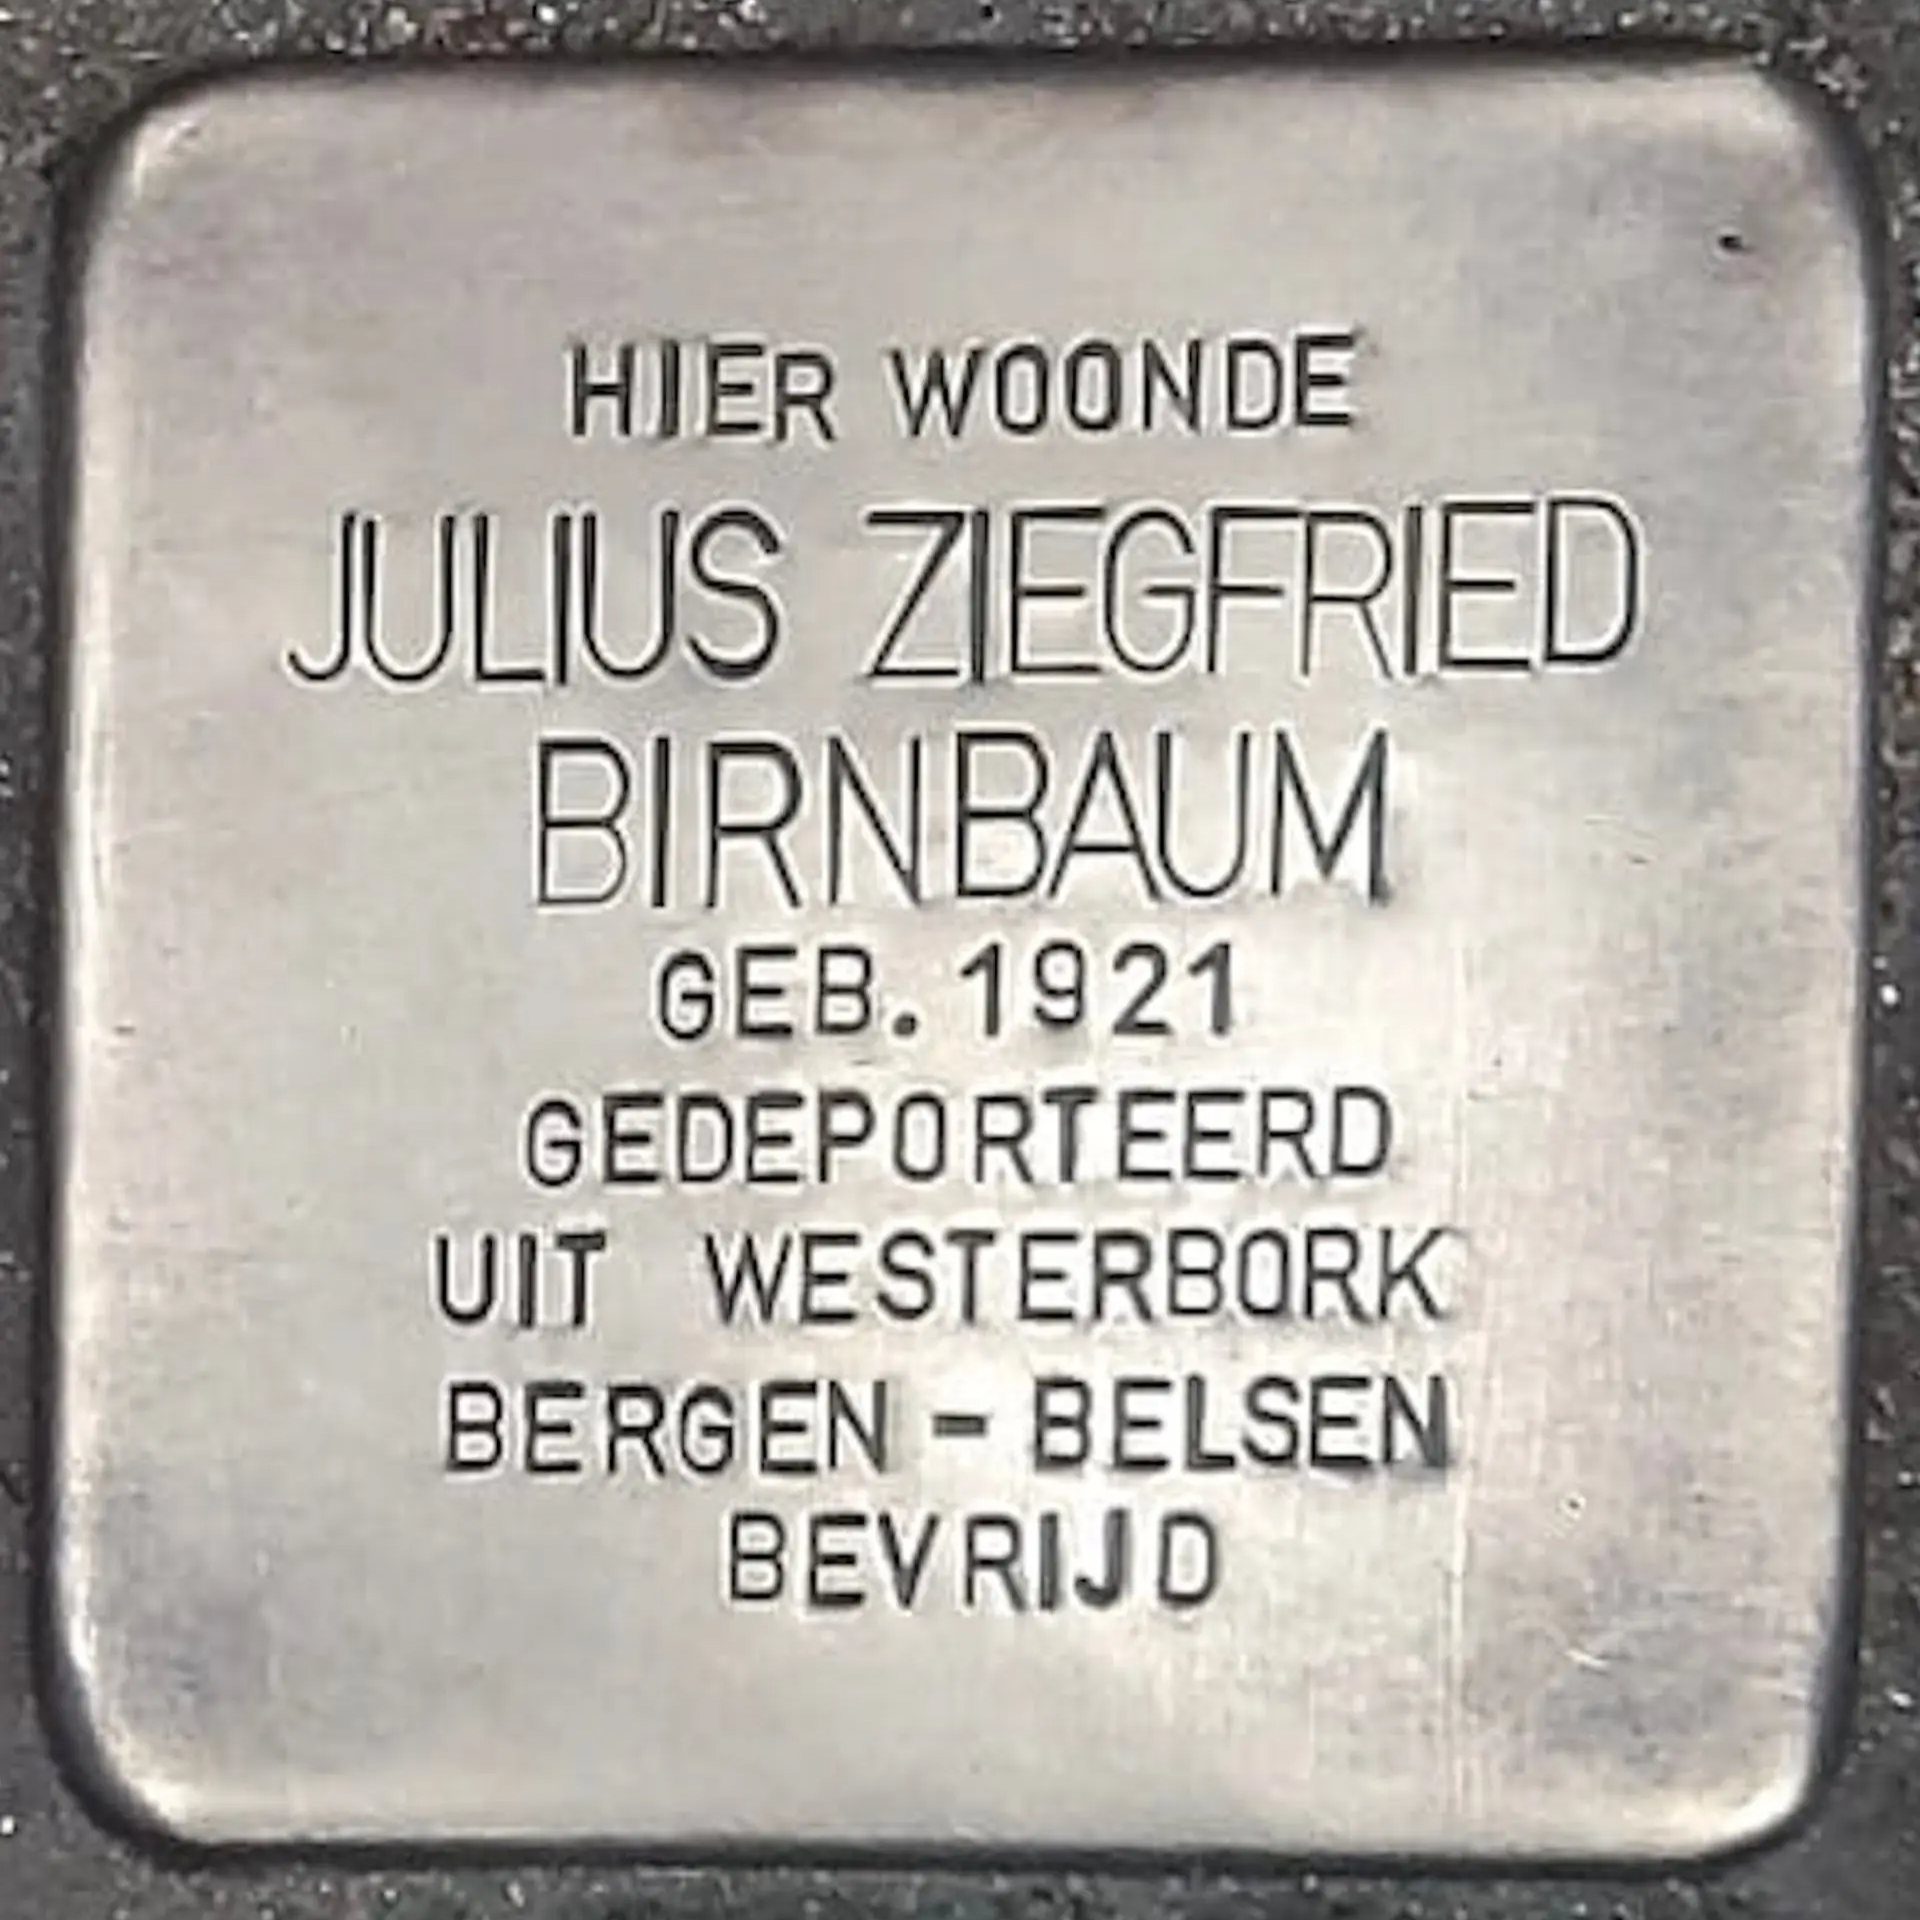 HIER WOONDE
JULIUS ZIEGFRIED
BIRNBAUM
GEB. 1921
GEDEPORTEERD
UIT WESTERBORK
BERGEN - BELSEN
BEVRIJD